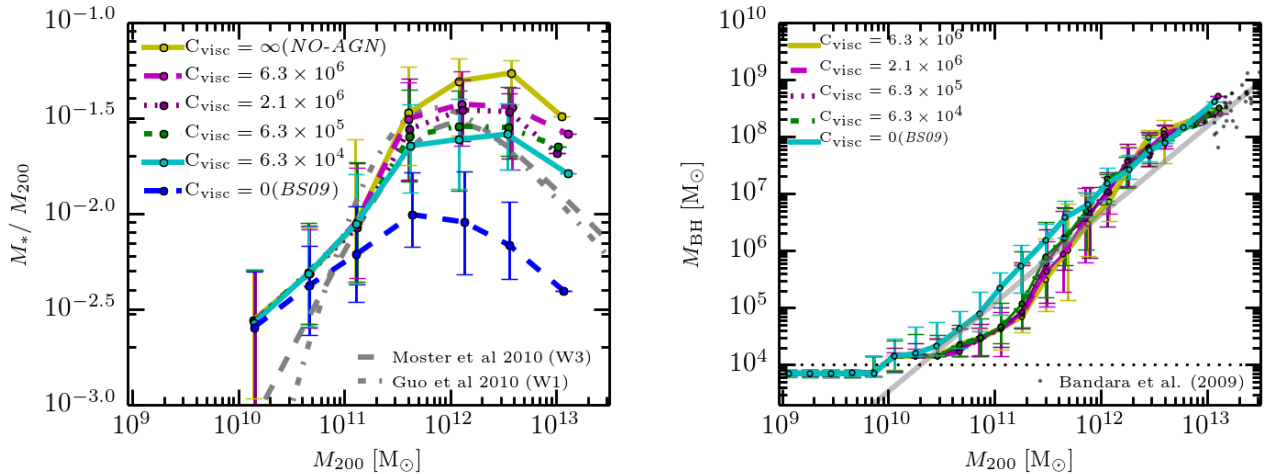 10^−1.0
10^−1.5
10^−2.0
10^−2.5
10^−3.0
M_*/ M_200
C_visc = ∞(NO-AGN)
C_visc = 6.3 × 10^6
C_visc = 2.1 × 10^6
C_visc = 6.3 × 10^5
C_visc = 6.3 × 10^4
C_visc = 0(BS09)
Moster et al 2010 (W3)
Guo et al 2010 (W1)
10^9 10^10 10^11 10^12 10^13
M_200 [M_⊙]
10^10
10^9
10^8
10^7
10^6
10^5
10^4
M_BH [M_⊙]
C_visc = 6.3 × 10^6
C_visc = 2.1 × 10^6
C_visc = 6.3 × 10^5
C_visc = 6.3 × 10^4
C_visc = 0(BS09)
Bandara et al. (2009)
10^9 10^10 10^11 10^12 10^13
M_200 [M_⊙]